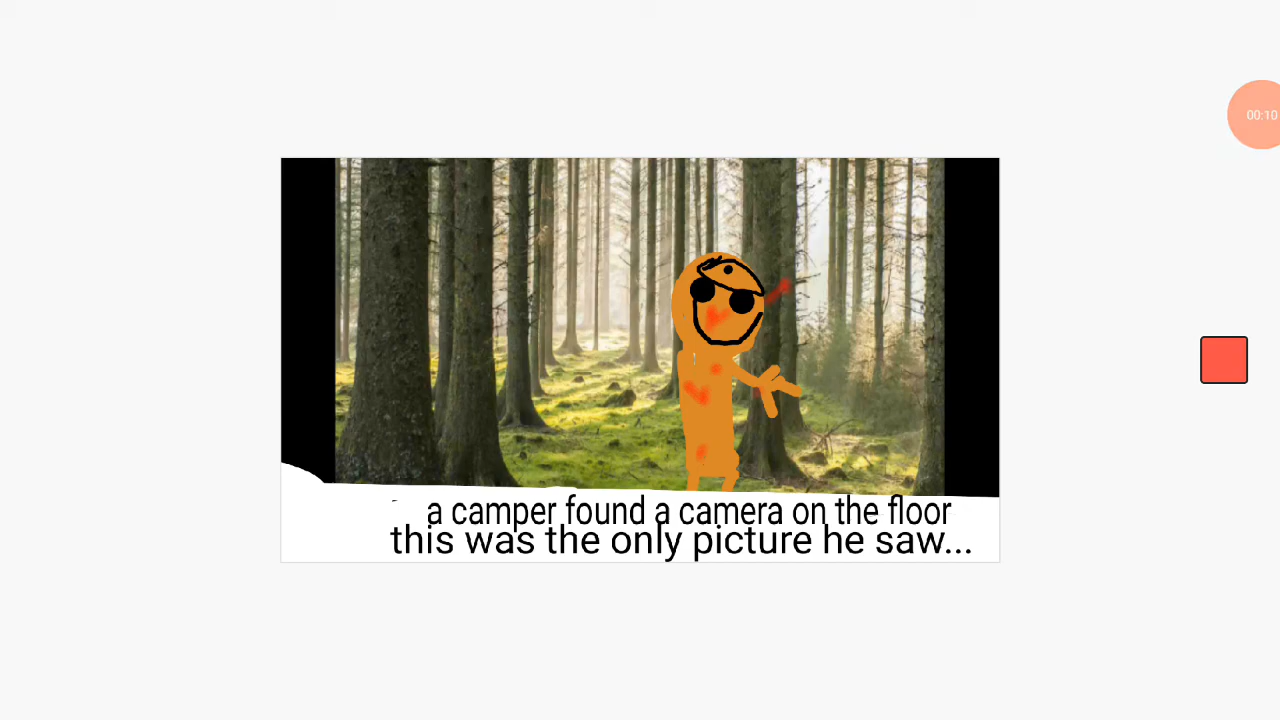 00:10
a camper found a camera on the floor
this was the only picture he saw...